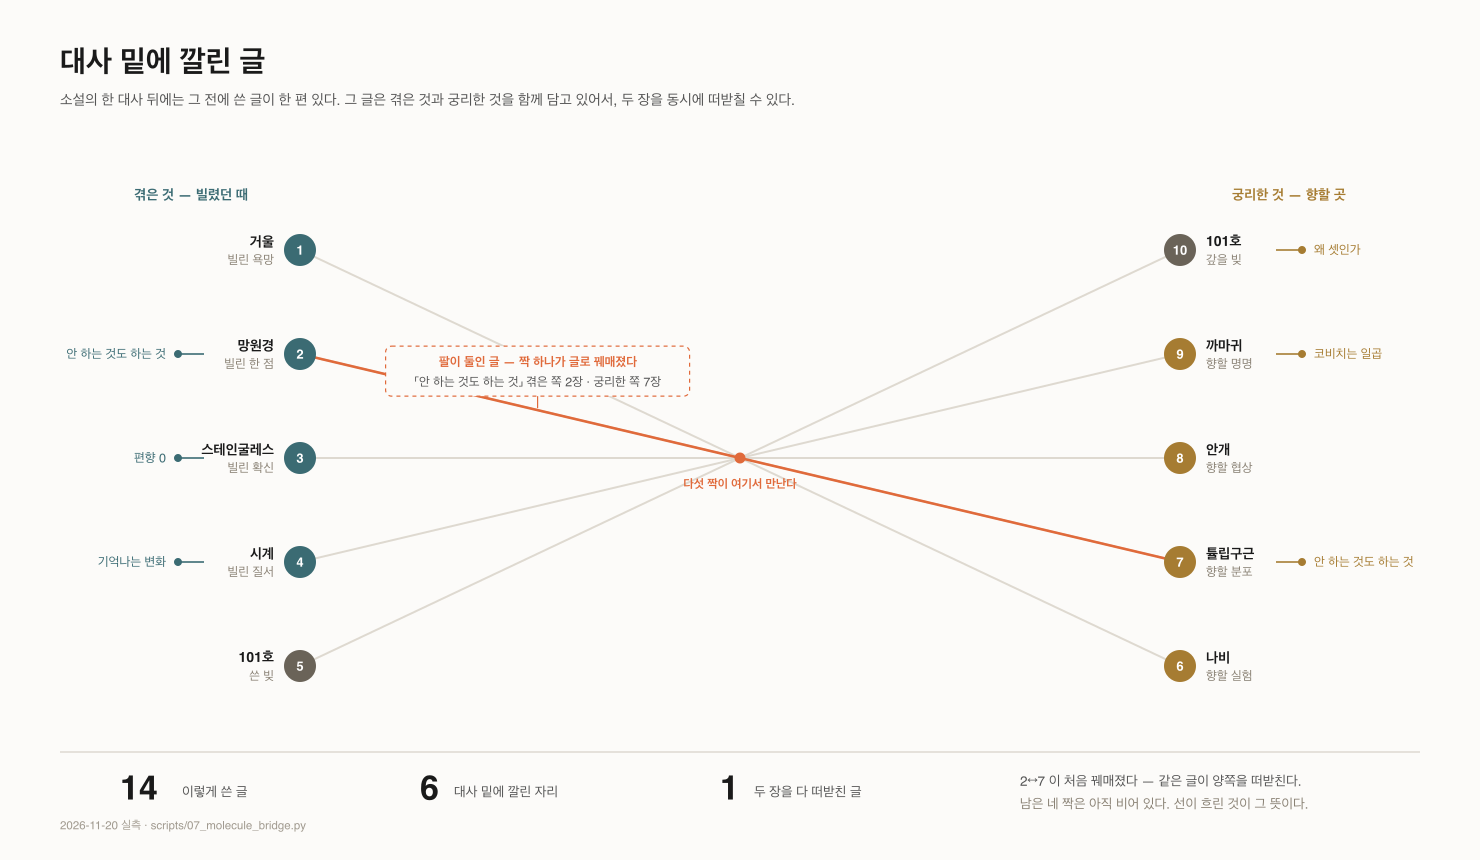 대사 밑에 깔린 글
소설의 한 대사 뒤에는 그 전에 쓴 글이 한 편 있다. 그 글은 겪은 것과 궁리한 것을 함께 담고 있어서, 두 장을 동시에 떠받칠 수 있다.
겪은 것 — 빌렸던 때
궁리한 것 — 향할 곳
거울
빌린 욕망
1
10
101호
갚을 빚
왜 셋인가
안 하는 것도 하는 것
망원경
빌린 한 점
2
팔이 둘인 글 — 짝 하나가 글로 꿰매졌다
「안 하는 것도 하는 것」 겪은 쪽 2장 · 궁리한 쪽 7장
9
까마귀
향할 명명
코비치는 일곱
편향 0
스테인굴레스
빌린 확신
3
다섯 짝이 여기서 만난다
8
안개
향할 협상
기억나는 변화
시계
빌린 질서
4
7
튤립구근
향할 분포
안 하는 것도 하는 것
101호
쓴 빚
5
6
나비
향할 실험
14 이렇게 쓴 글
6 대사 밑에 깔린 자리
1 두 장을 다 떠받친 글
2↔7 이 처음 꿰매졌다 — 같은 글이 양쪽을 떠받친다.
남은 네 짝은 아직 비어 있다. 선이 흐린 것이 그 뜻이다.
2026-11-20 실측 · scripts/07_molecule_bridge.py